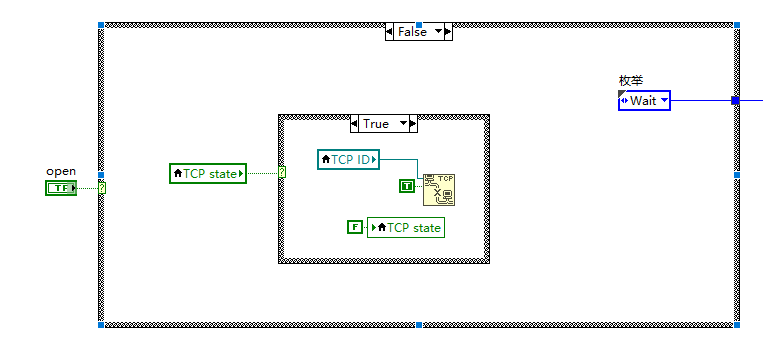 False
枚举
Wait
True
open
TF
TCP state
?
?
TCP ID
TCP
T
F
TCP state